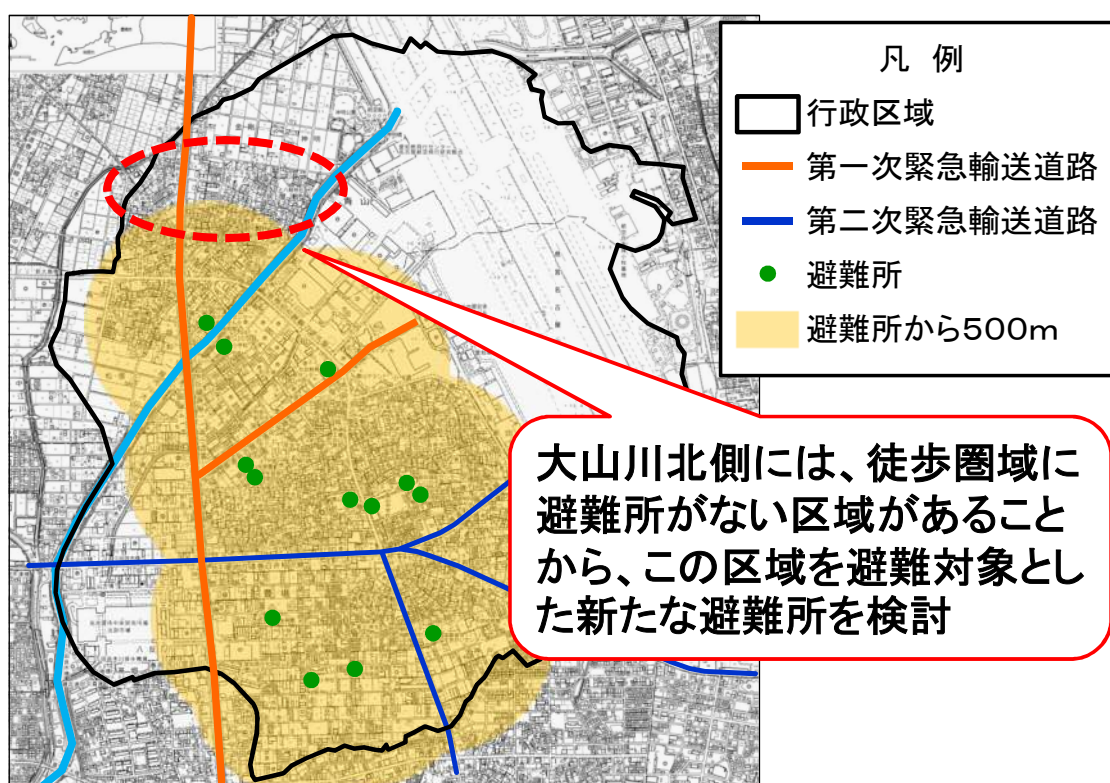 凡 例
行政区域
第一次緊急輸送道路
第二次緊急輸送道路
避難所
避難所から500m
大山川北側には、徒歩圏域に
避難所がない区域があること
から、この区域を避難対象とし
た新たな避難所を検討